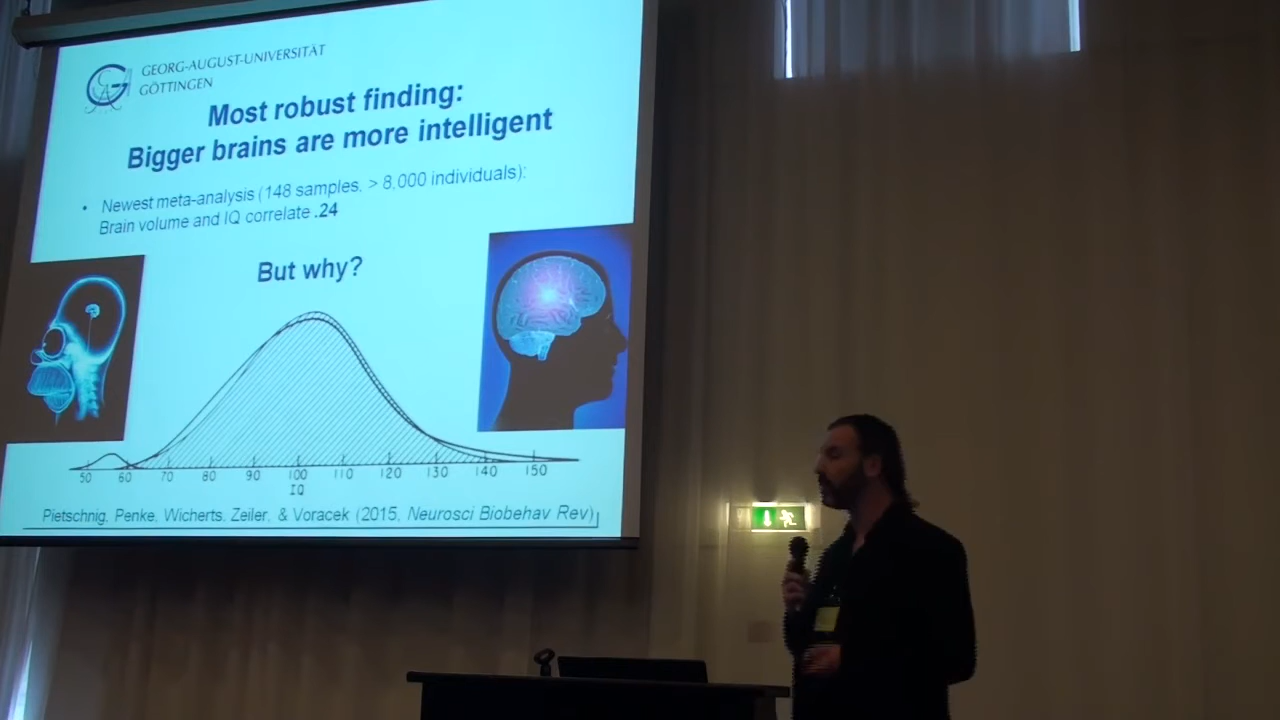 GEORG-AUGUST-UNIVERSITÄT
GÖTTINGEN
Most robust finding:
Bigger brains are more intelligent
• Newest meta-analysis (148 samples, > 8,000 individuals):
Brain volume and IQ correlate .24
But why?
50 60 70 80 90 100 110 120 130 140 150
IQ
Pietschnig, Penke, Wicherts, Zeiler, & Voracek (2015, Neurosci Biobehav Rev)